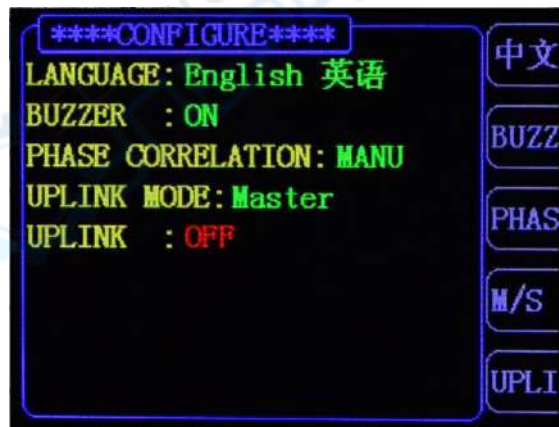 ****CONFIGURE****
LANGUAGE: English 英语
BUZZER : ON
PHASE CORRELATION: MANU
UPLINK MODE: Master
UPLINK : OFF
中文
BUZZ
PHAS
M/S
UPLI